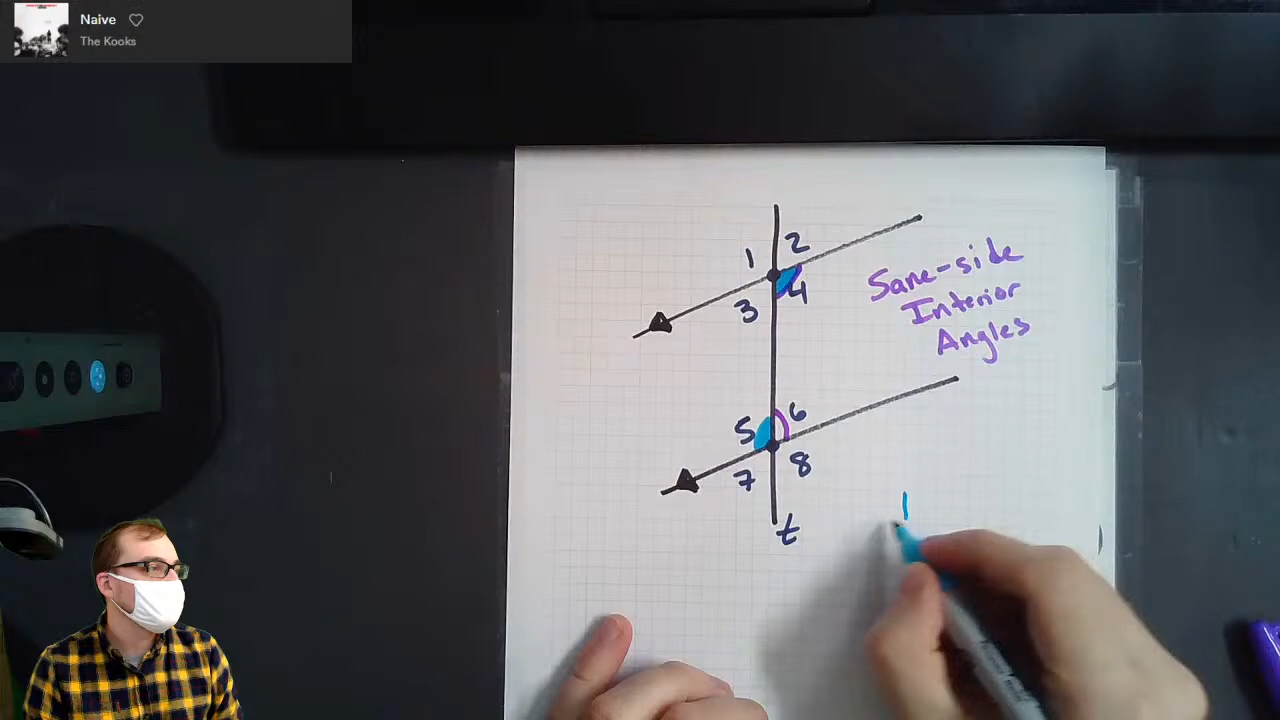 Naive
The Kooks
1 2
3 4
Same-side
Interior
Angles
5 6
7 8
t